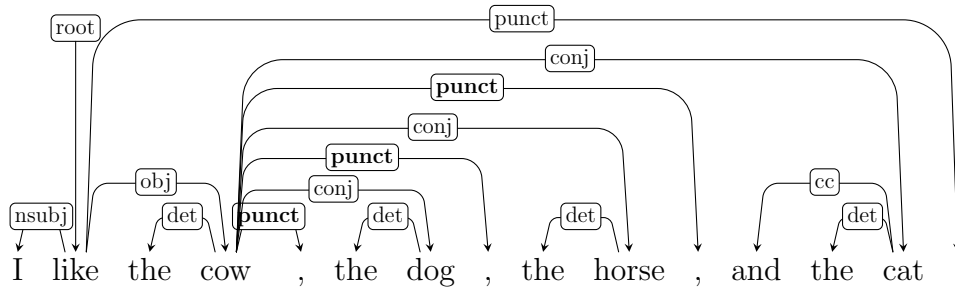 punct
root
conj
punct
conj
punct
conj
obj
cc
nsubj
det
punct
det
det
det
I like the cow , the dog , the horse , and the cat